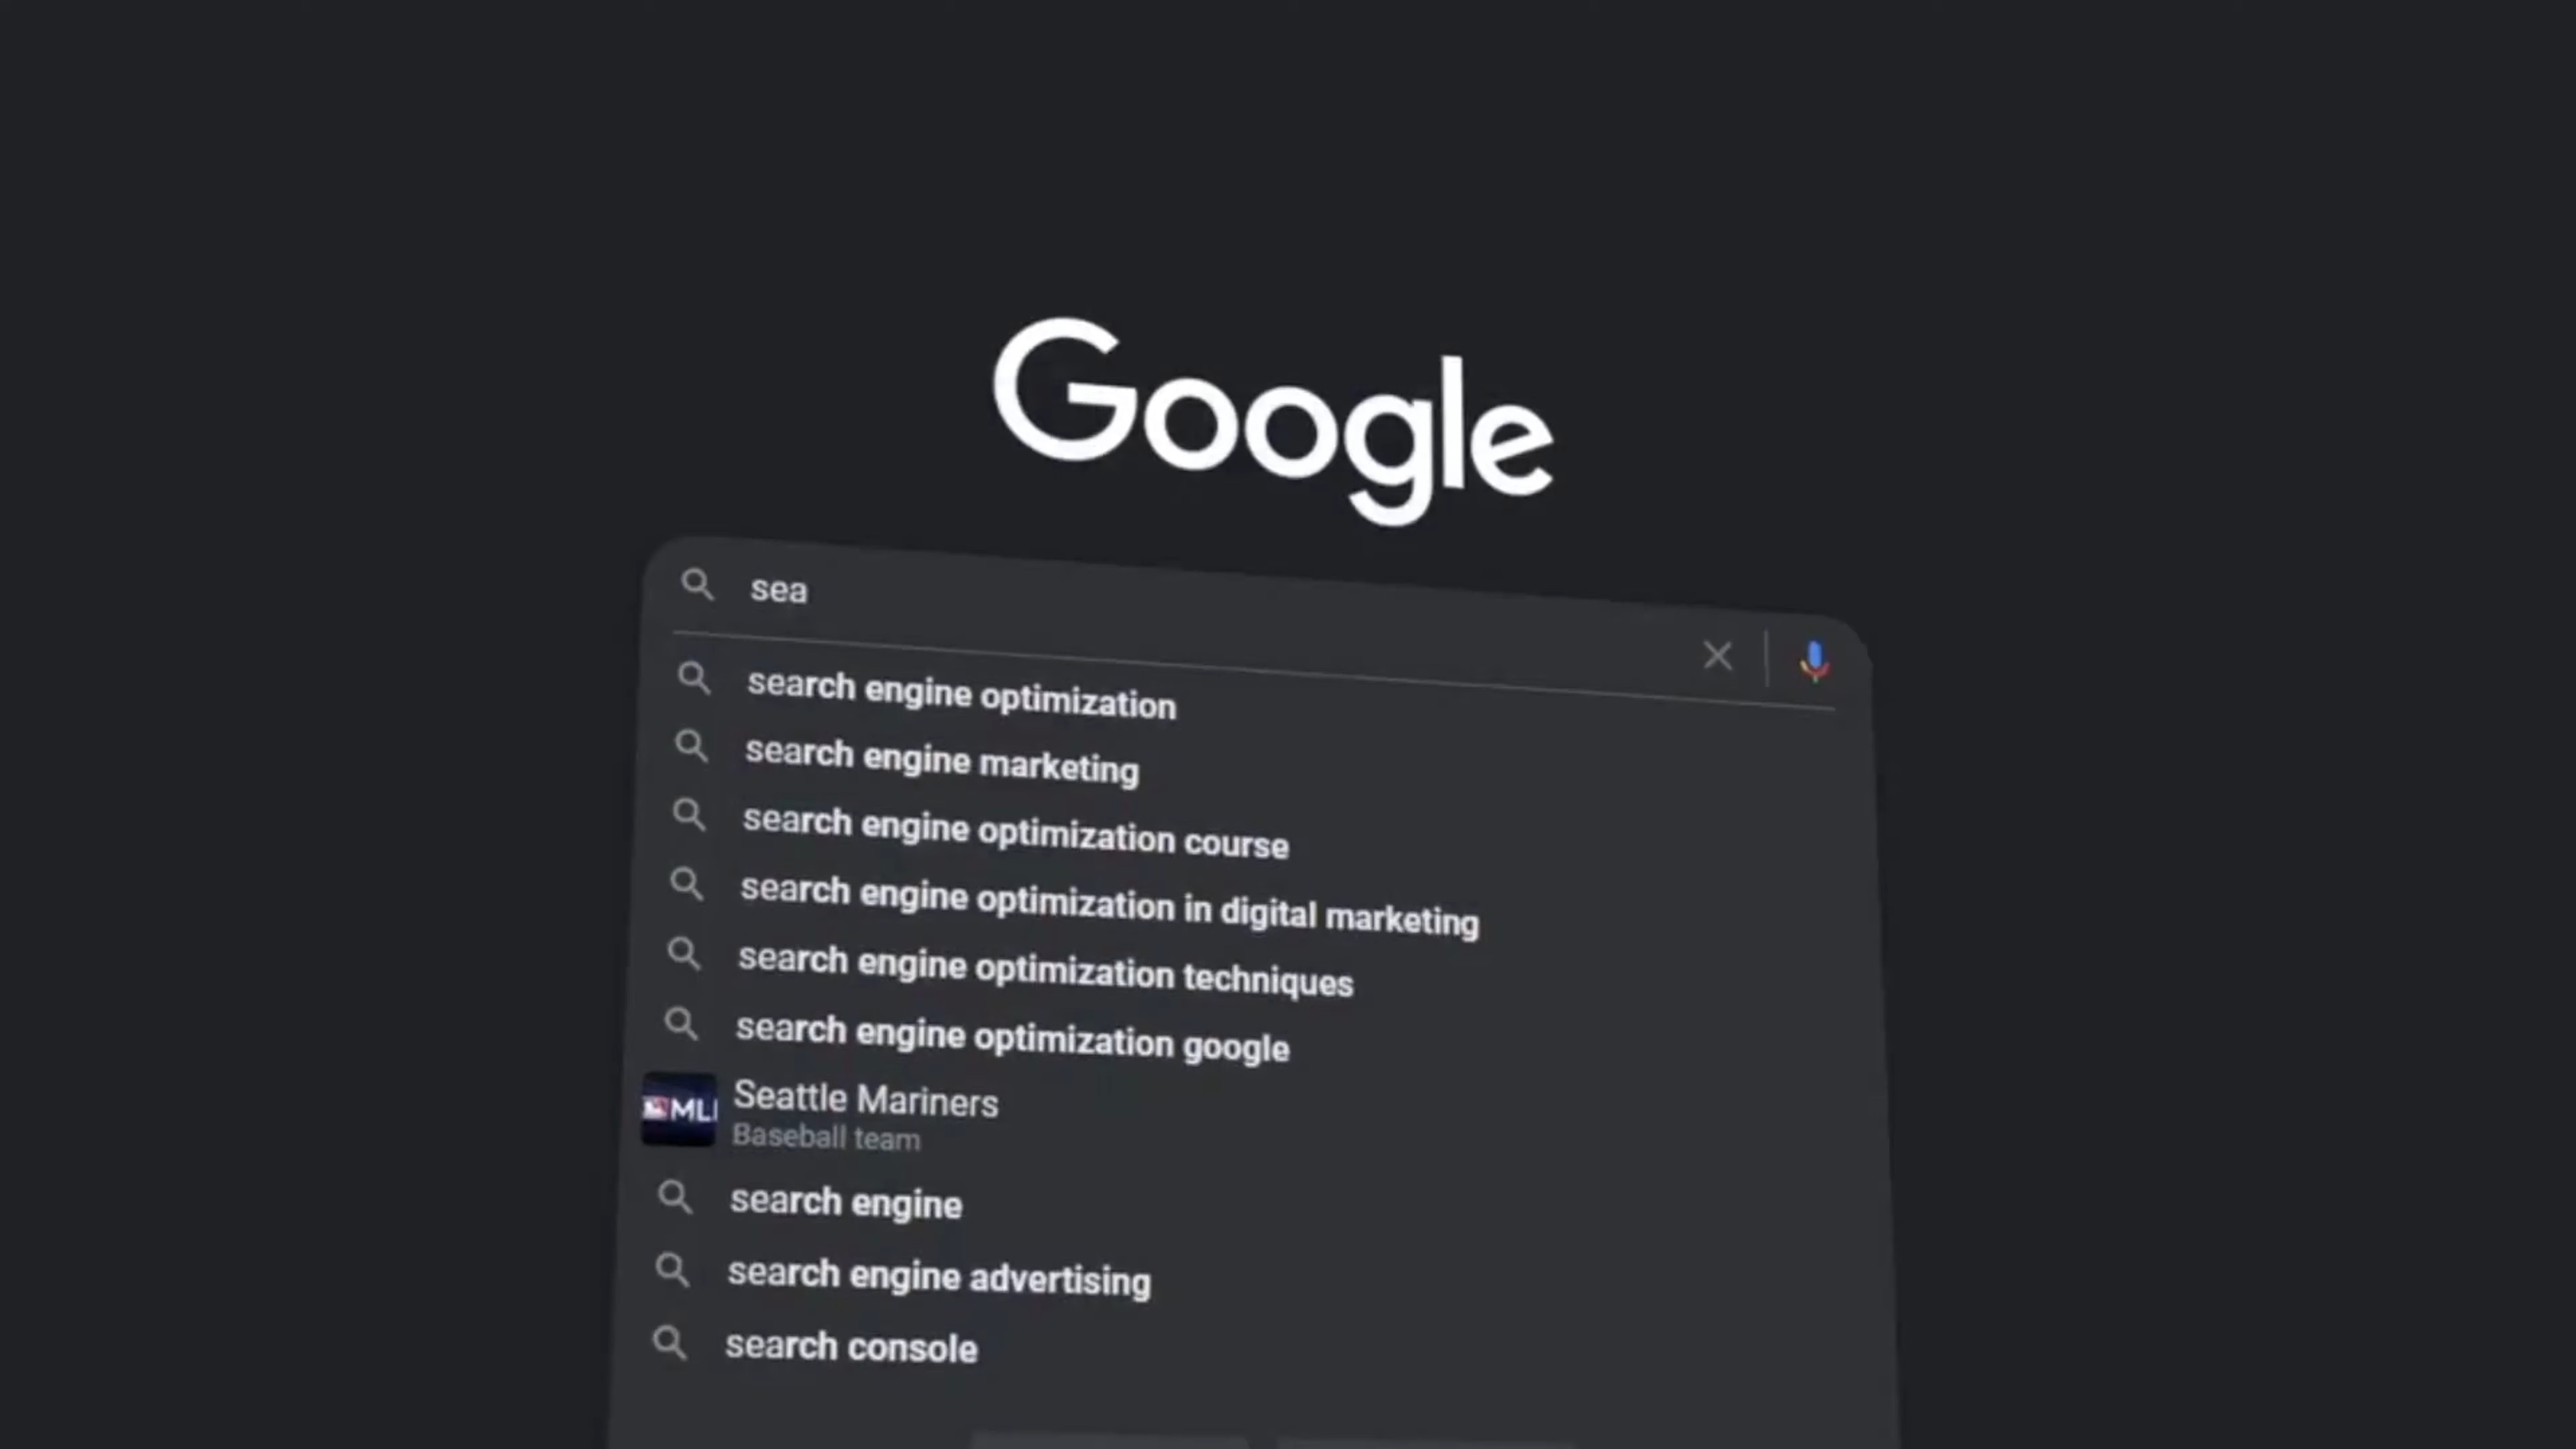 Google
sea
search engine optimization
search engine marketing
search engine optimization course
search engine optimization in digital marketing
search engine optimization techniques
search engine optimization google
ML
Seattle Mariners
Baseball team
search engine
search engine advertising
search console